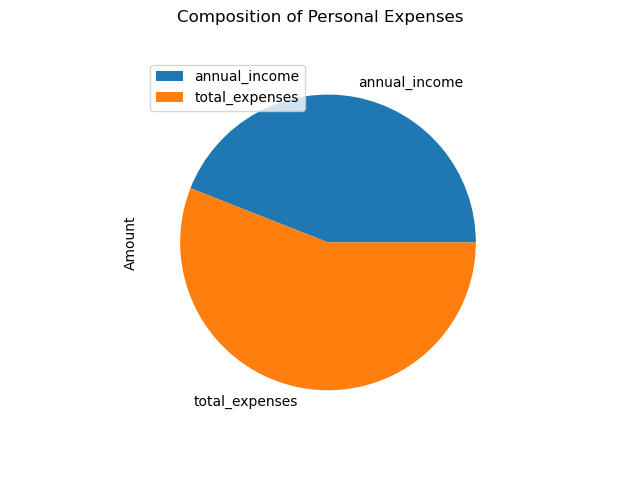 Composition of Personal Expenses
annual_income
total_expenses
annual_income
Amount
total_expenses